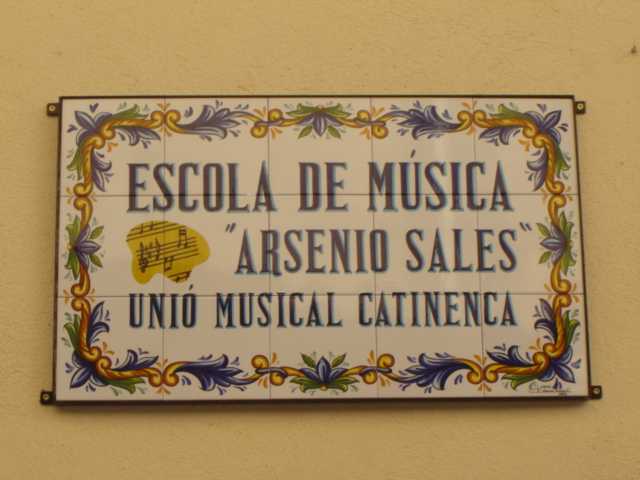 ESCOLA DE MÚSICA
"ARSENIO SALES"
UNIÓ MUSICAL CATINENCA